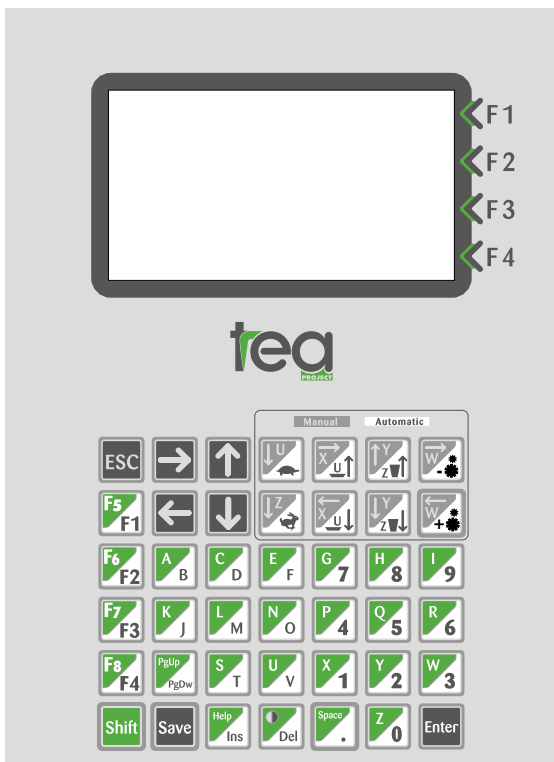 F1
F2
F3
F4
tea
PROJECT
Manual Automatic
ESC U X U Y Z W -
F5 F1 Z X U Y Z W +
F6 F2 A B C D E F G 7 H 8 I 9
F7 F3 K J L M N O P 4 Q 5 R 6
F8 F4 PgUp PgDw S T U V X 1 Y 2 W 3
Shift Save Help Ins Del Space . Z 0 Enter